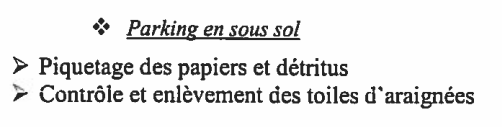 ❖ Parking en sous sol
➢ Piquetage des papiers et détritus
➢ Contrôle et enlèvement des toiles d'araignées